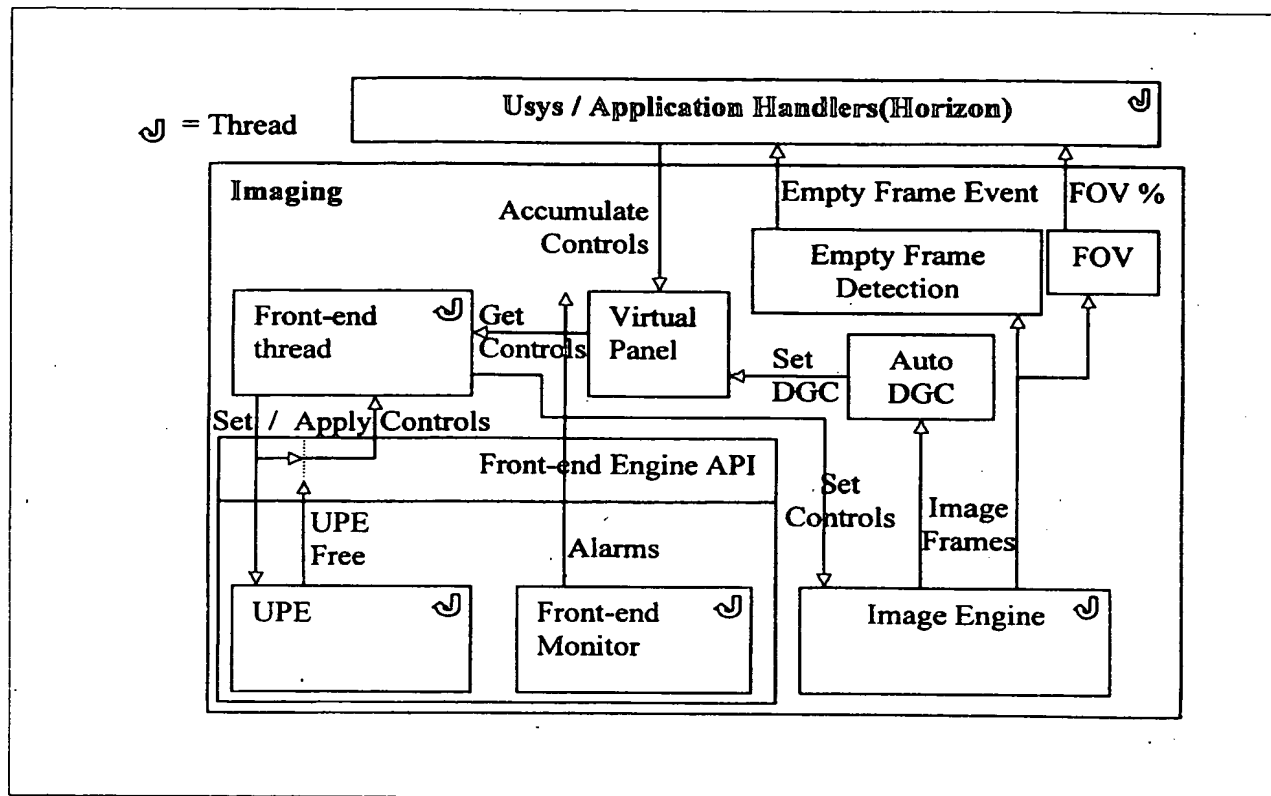 Usys / Application Handlers(Horizon)
= Thread
Imaging
Accumulate
Controls
Empty Frame Event
FOV %
Empty Frame
Detection
FOV
Front-end
thread
Get
Controls
Virtual
Panel
Set
DGC
Auto
DGC
Set / Apply Controls
Front-end Engine API
Set
Controls
Image
Frames
UPE
Free
Alarms
UPE
Front-end
Monitor
Image Engine